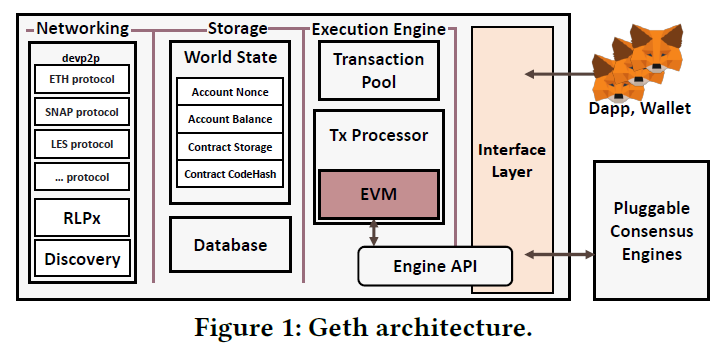 Networking
devp2p
ETH protocol
SNAP protocol
LES protocol
... protocol
RLPx
Discovery
Storage
World State
Account Nonce
Account Balance
Contract Storage
Contract CodeHash
Database
Execution Engine
Transaction
Pool
Tx Processor
EVM
Engine API
Interface
Layer
Dapp, Wallet
Pluggable
Consensus
Engines
Figure 1: Geth architecture.